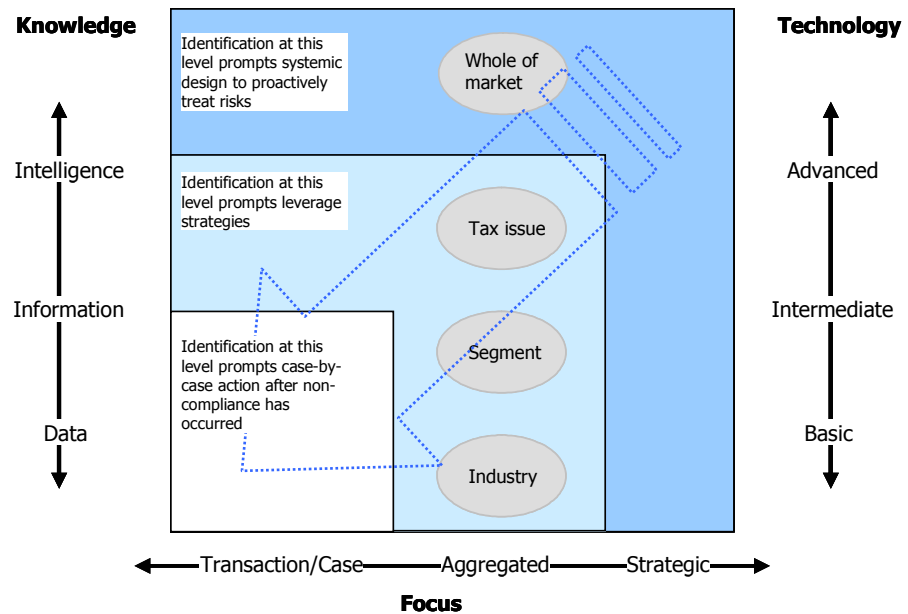 Knowledge
Technology
Identification at this
level prompts systemic
design to proactively
treat risks
Whole of
market
Intelligence
Advanced
Identification at this
level prompts leverage
strategies
Tax issue
Information
Intermediate
Identification at this
level prompts case-by-
case action after non-
compliance has
occurred
Segment
Data
Basic
Industry
Transaction/Case
Aggregated
Strategic
Focus